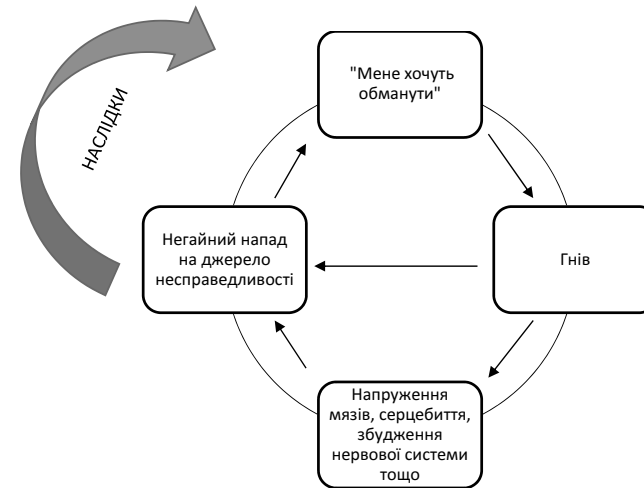 "Мене хочуть
обманути"
НАСЛІДКИ
Негайний напад
на джерело
несправедливості
Гнів
Напруження
мязів, серцебиття,
збудження
нервової системи
тощо